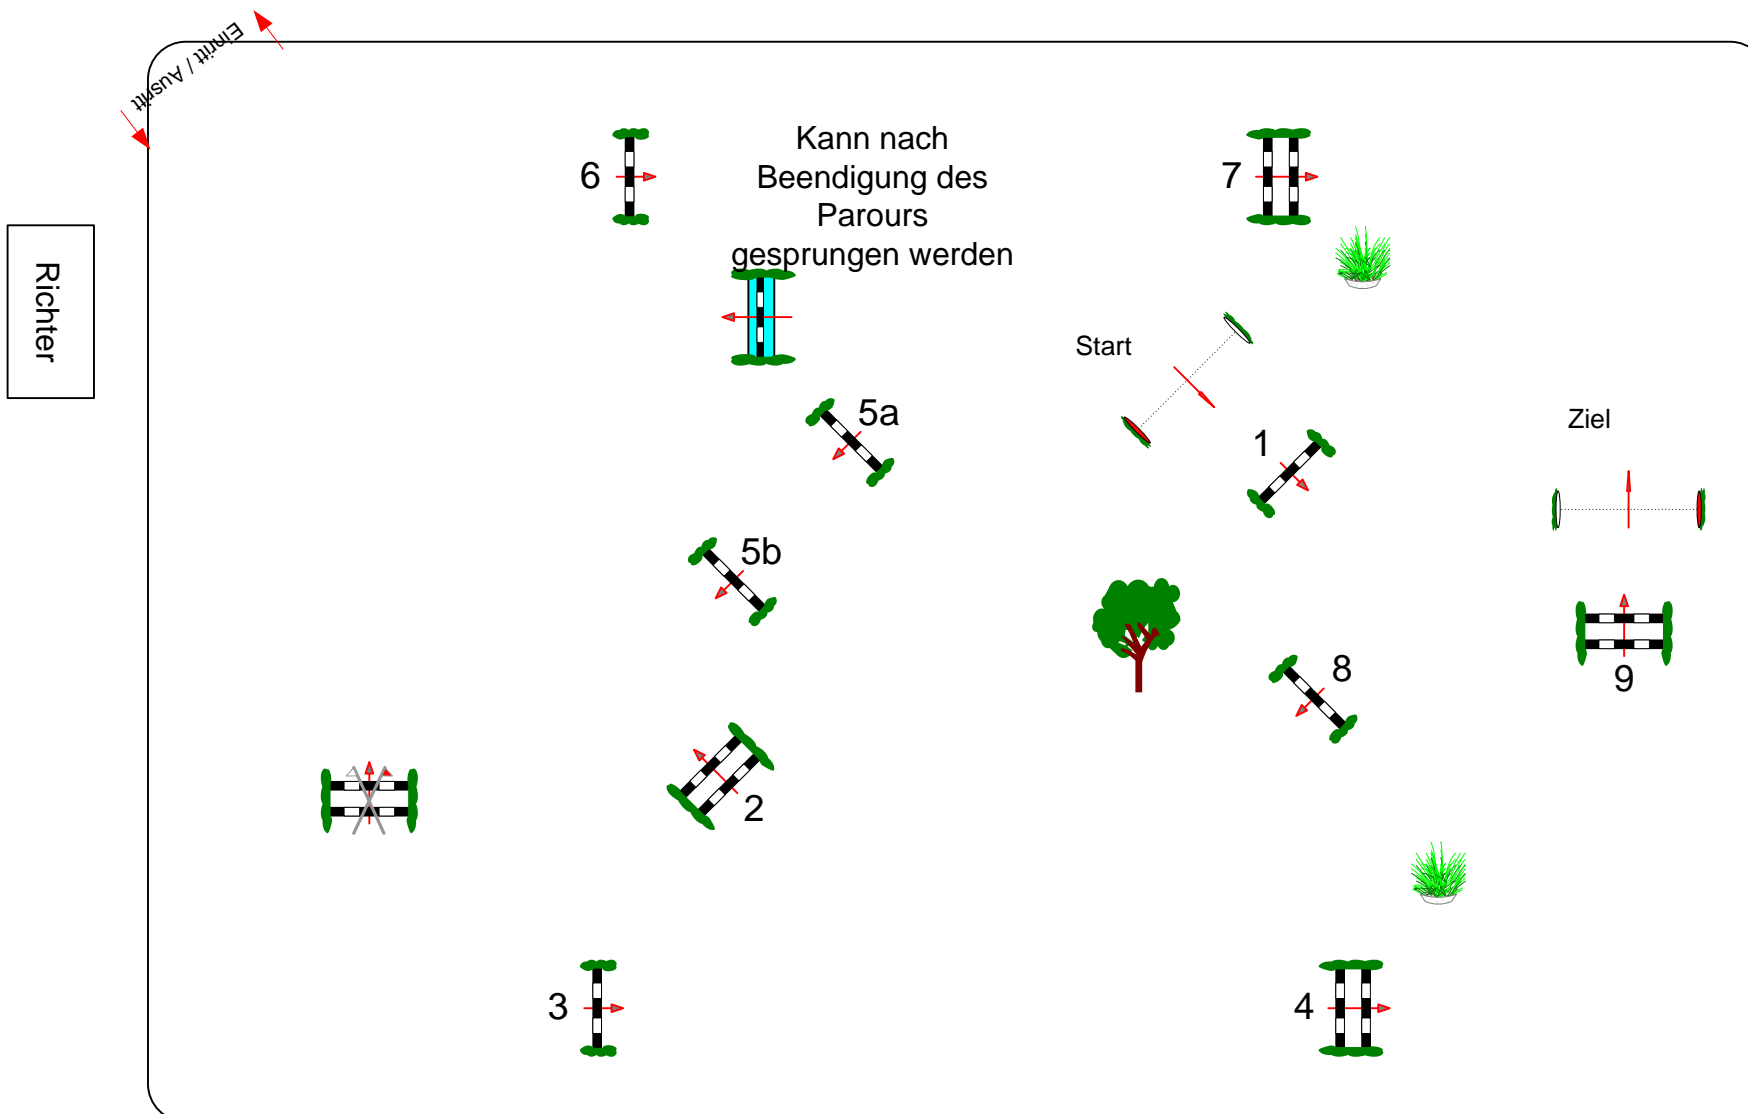 Einritt / Ausritt
6
Kann nach
Beendigung des
Parours
gesprungen werden
7
Richter
Start
5a
1
Ziel
5b
8
9
2
3
4